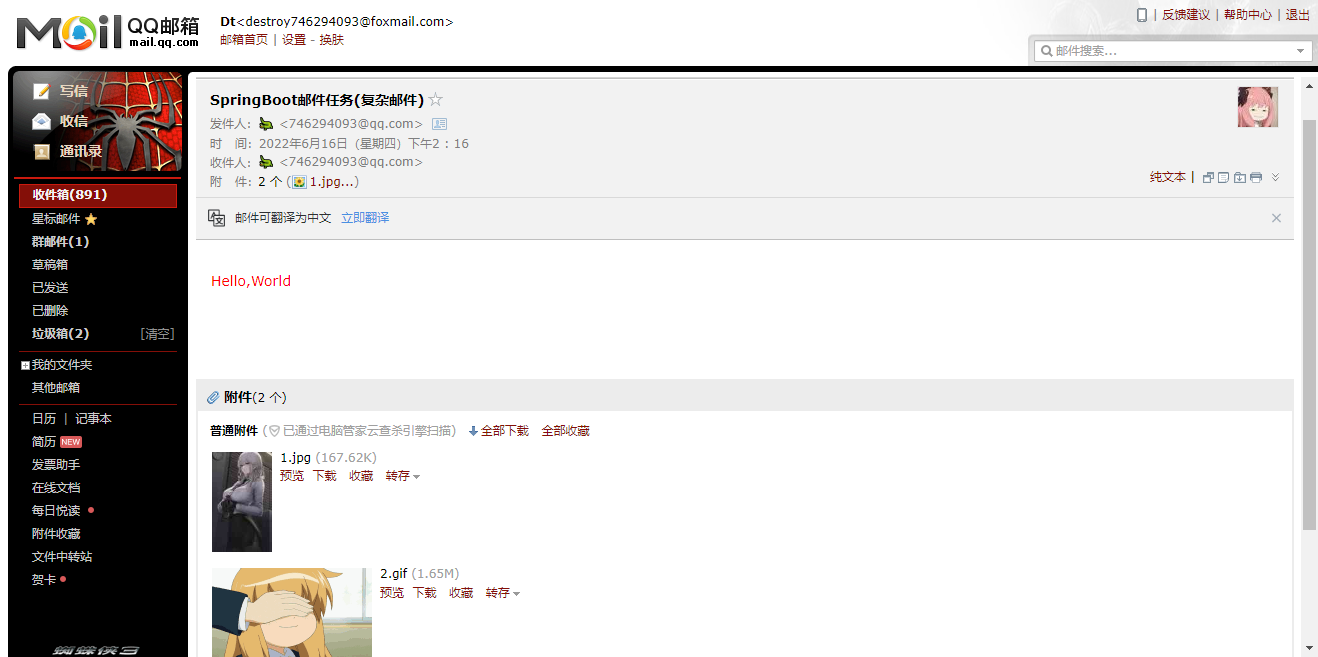 Mail QQ邮箱
mail.qq.com
Dt<destroy746294093@foxmail.com>
邮箱首页 | 设置 - 换肤
| 反馈建议 | 帮助中心 | 退出
邮件搜索...
写信
收信
通讯录
收件箱(891)
星标邮件
群邮件(1)
草稿箱
已发送
已删除
垃圾箱(2) [清空]
我的文件夹
其他邮箱
日历 | 记事本
简历 NEW
发票助手
在线文档
每日悦读
附件收藏
文件中转站
贺卡
蜘蛛侠3
SpringBoot邮件任务(复杂邮件)
发件人: <746294093@qq.com>
时 间: 2022年6月16日 (星期四) 下午2:16
收件人: <746294093@qq.com>
附 件: 2 个 (1.jpg...)
纯文本 |
邮件可翻译为中文 立即翻译
Hello,World
附件(2 个)
普通附件 (已通过电脑管家云查杀引擎扫描) 全部下载 全部收藏
1.jpg (167.62K)
预览 下载 收藏 转存
2.gif (1.65M)
预览 下载 收藏 转存